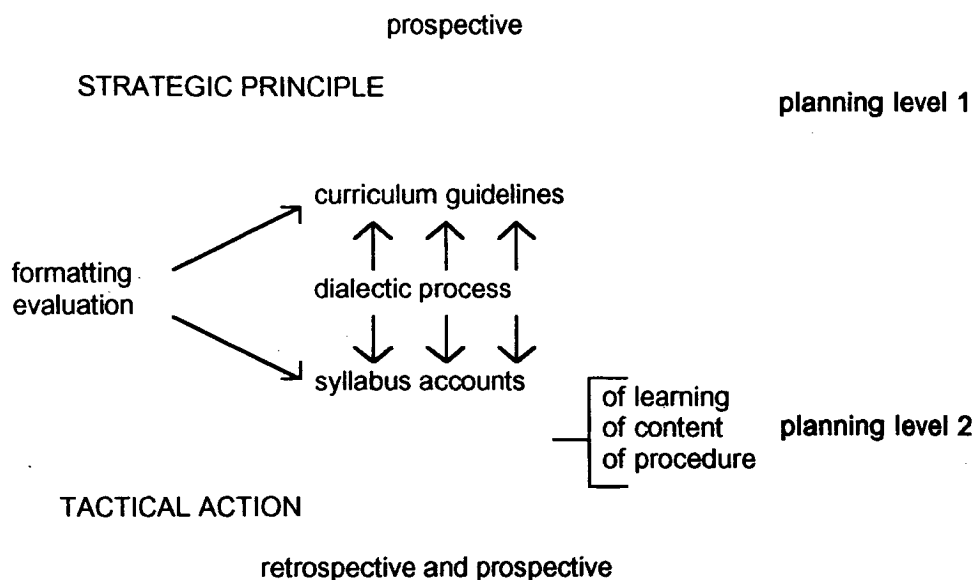 prospective
STRATEGIC PRINCIPLE
planning level 1
curriculum guidelines
formatting
evaluation
dialectic process
syllabus accounts
of learning
of content
of procedure
planning level 2
TACTICAL ACTION
retrospective and prospective